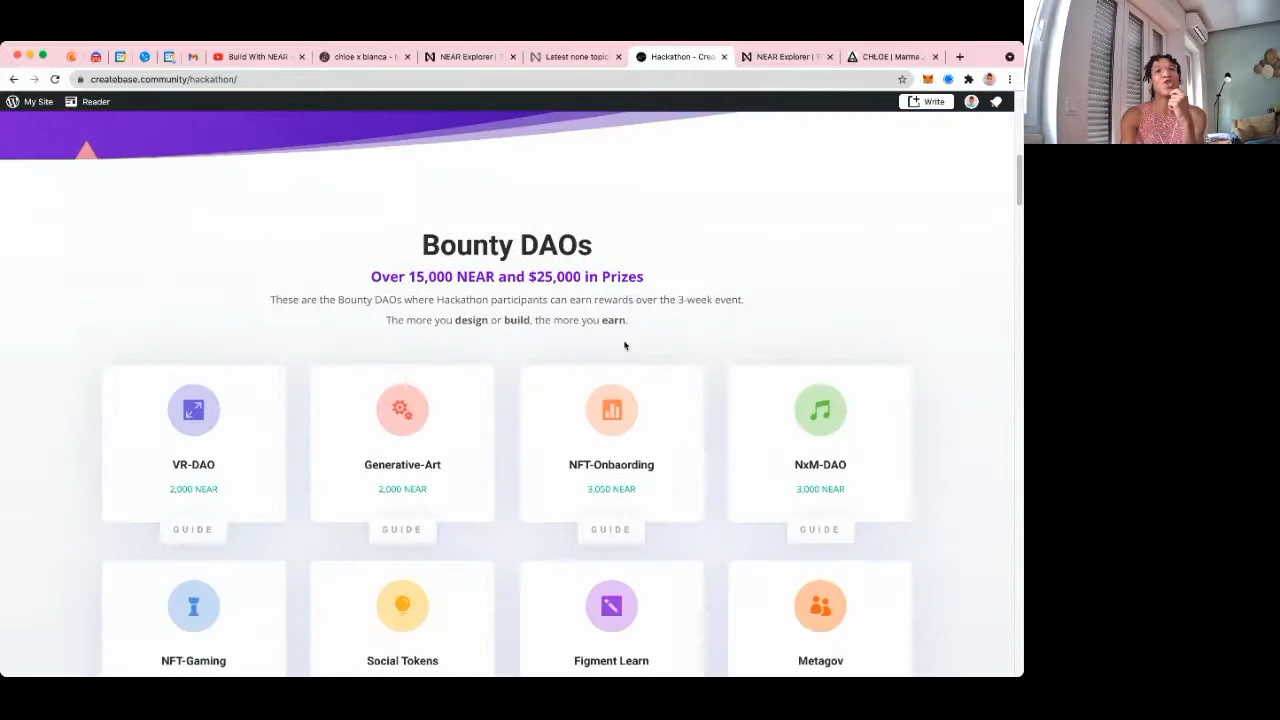 Build With NEAR
chloe x bianca -
NEAR Explorer | T
Latest none topic
Hackathon - Crea
NEAR Explorer | T
CHLOE | Marma
createbase.community/hackathon/
My Site
Reader
Write
Bounty DAOs
Over 15,000 NEAR and $25,000 in Prizes
These are the Bounty DAOs where Hackathon participants can earn rewards over the 3-week event.
The more you design or build, the more you earn.
VR-DAO
Generative-Art
NFT-Onbaording
NxM-DAO
2,000 NEAR
2,000 NEAR
3,050 NEAR
3,000 NEAR
GUIDE
GUIDE
GUIDE
GUIDE
NFT-Gaming
Social Tokens
Figment Learn
Metagov